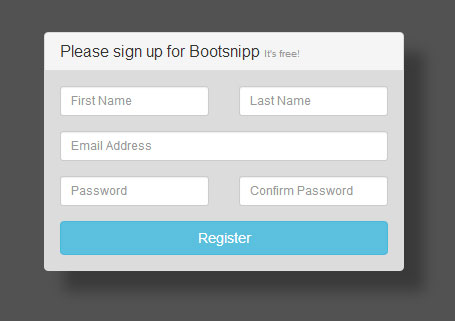 Please sign up for Bootsnipp It's free!
First Name Last Name
Email Address
Password Confirm Password
Register